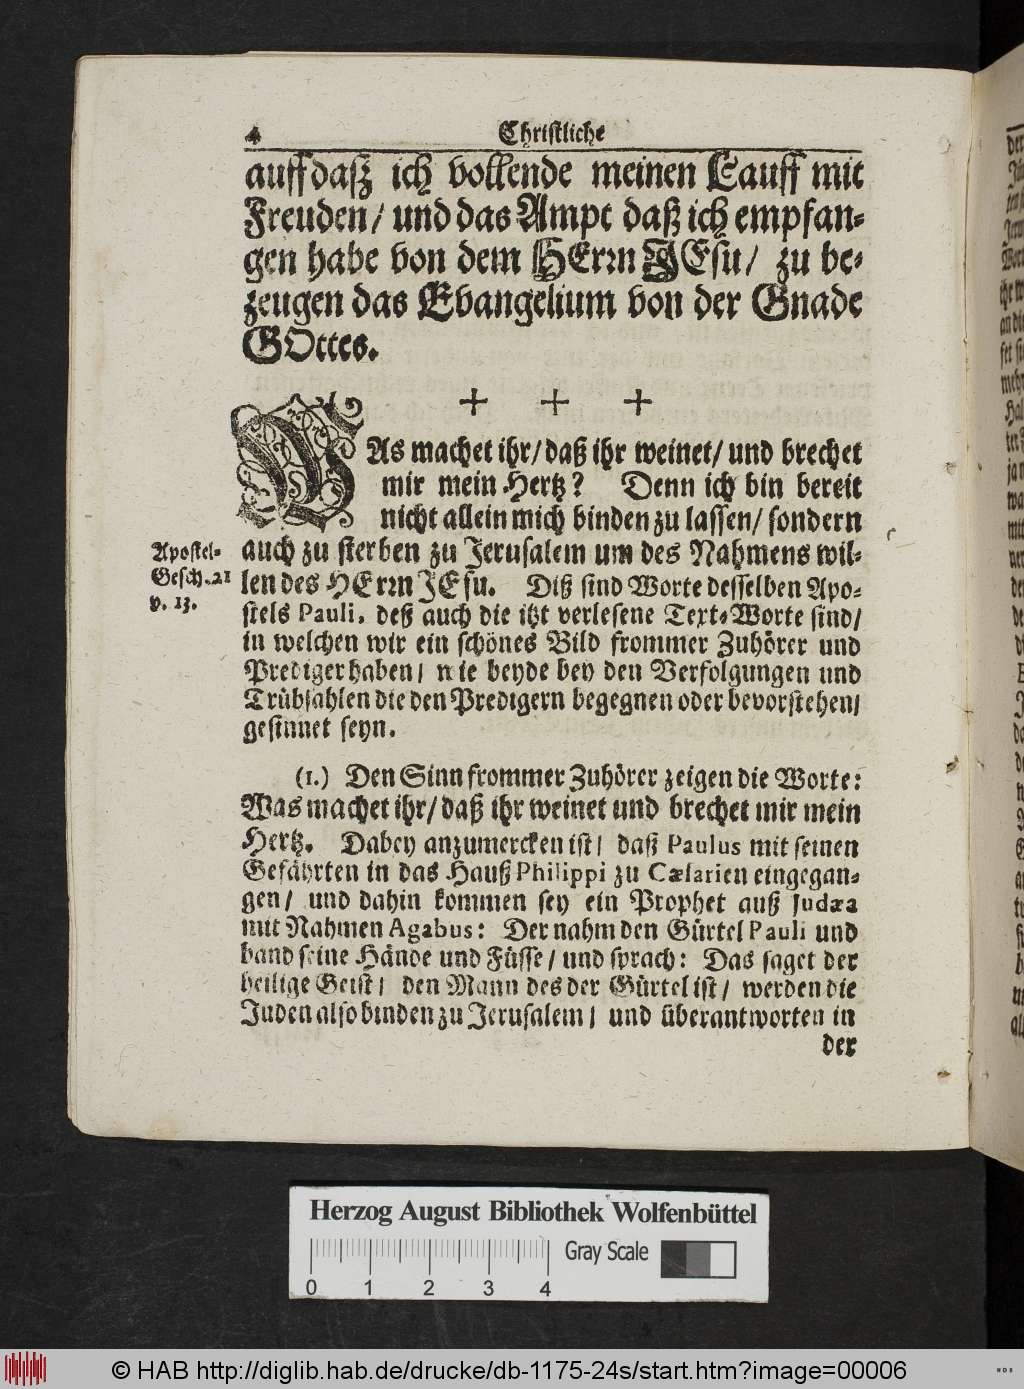 4 Christliche
auff daß ich vollende meinen Lauff mit
Freuden / und das Ampt daß ich empfan-
gen habe von dem HErrn JEsu / zu be-
zeugen das Evangelium von der Gnade
GOttes.
WAs machet ihr / daß ihr weinet / und brechet
mir mein Hertz? Denn ich bin bereit
nicht allein mich binden zu lassen / sondern
auch zu sterben zu Jerusalem um des Nahmens wil-
len des HErrn JEsu. Diß sind Worte desselben Apo-
stels Pauli, deß auch die itzt verlesene Text-Worte sind /
in welchen wir ein schönes Bild frommer Zuhörer und
Prediger haben / wie beyde bey den Verfolgungen und
Trübsahlen die den Predigern begegnen oder bevorstehen /
gesinnet seyn.
Apostel-
Gesch. 21
v. 13.
(1.) Den Sinn frommer Zuhörer zeigen die Worte:
Was machet ihr / daß ihr weinet und brechet mir mein
Hertz. Dabey anzumercken ist / daß Paulus mit seinen
Gefährten in das Hauß Philippi zu Cæsarien eingegan-
gen / und dahin kommen sey ein Prophet auß Judæa
mit Nahmen Agabus: Der nahm den Gürtel Pauli und
band seine Hände und Füsse / und sprach: Das saget der
heilige Geist / den Mann des der Gürtel ist / werden die
Juden also binden zu Jerusalem / und überantworten in
der
Herzog August Bibliothek Wolfenbüttel
Gray Scale
0 1 2 3 4
© HAB http://diglib.hab.de/drucke/db-1175-24s/start.htm?image=00006